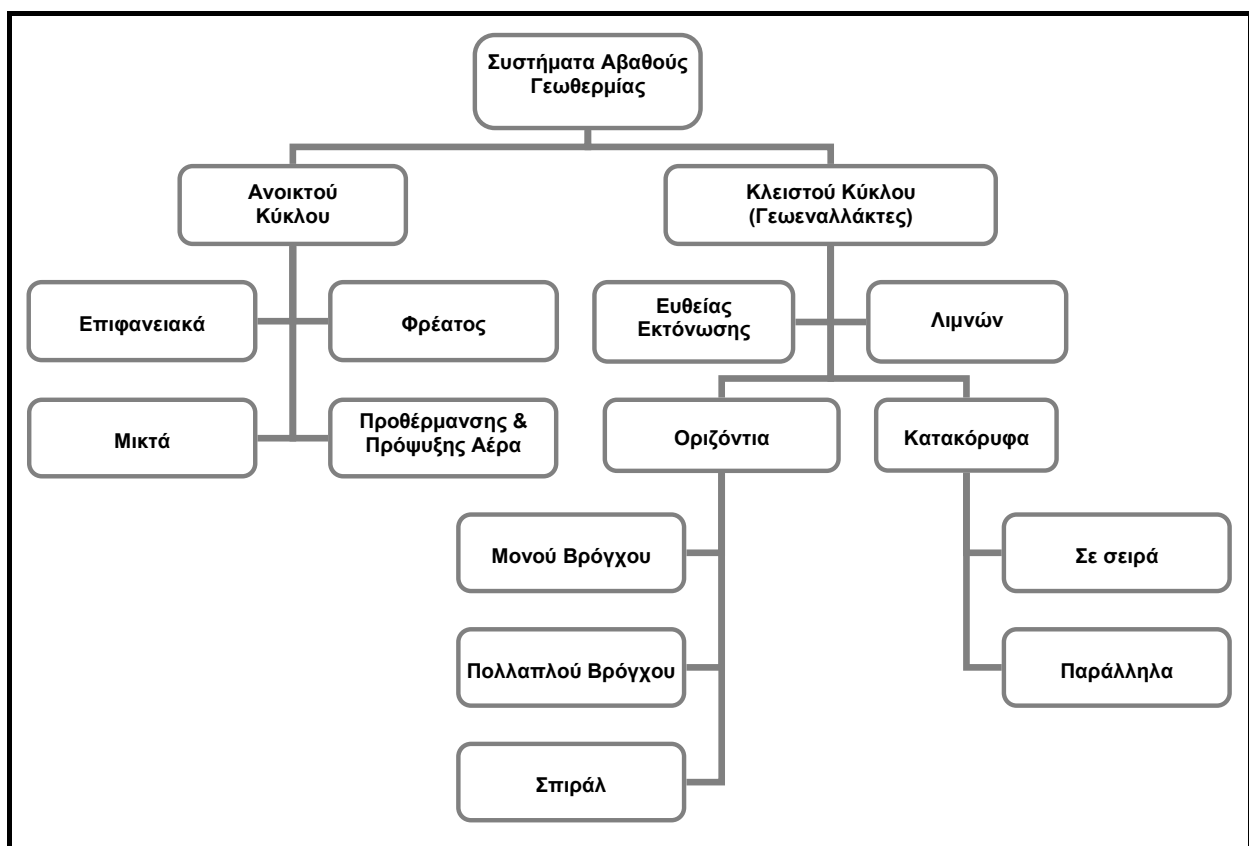 Συστήματα Αβαθούς
Γεωθερμίας
Ανοικτού
Κύκλου
Κλειστού Κύκλου
(Γεωεναλλάκτες)
Επιφανειακά
Φρέατος
Ευθείας
Εκτόνωσης
Λιμνών
Μικτά
Προθέρμανσης &
Πρόψυξης Αέρα
Οριζόντια
Κατακόρυφα
Μονού Βρόγχου
Σε σειρά
Πολλαπλού Βρόγχου
Παράλληλα
Σπιράλ